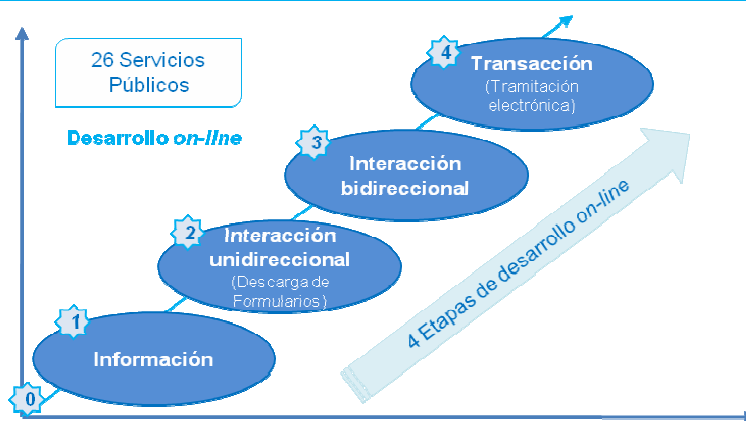 26 Servicios
Públicos
Desarrollo on-line
4
Transacción
(Tramitación
electrónica)
3
Interacción
bidireccional
2
Interacción
unidireccional
(Descarga de
Formularios)
1
Información
0
4 Etapas de desarrollo on-line